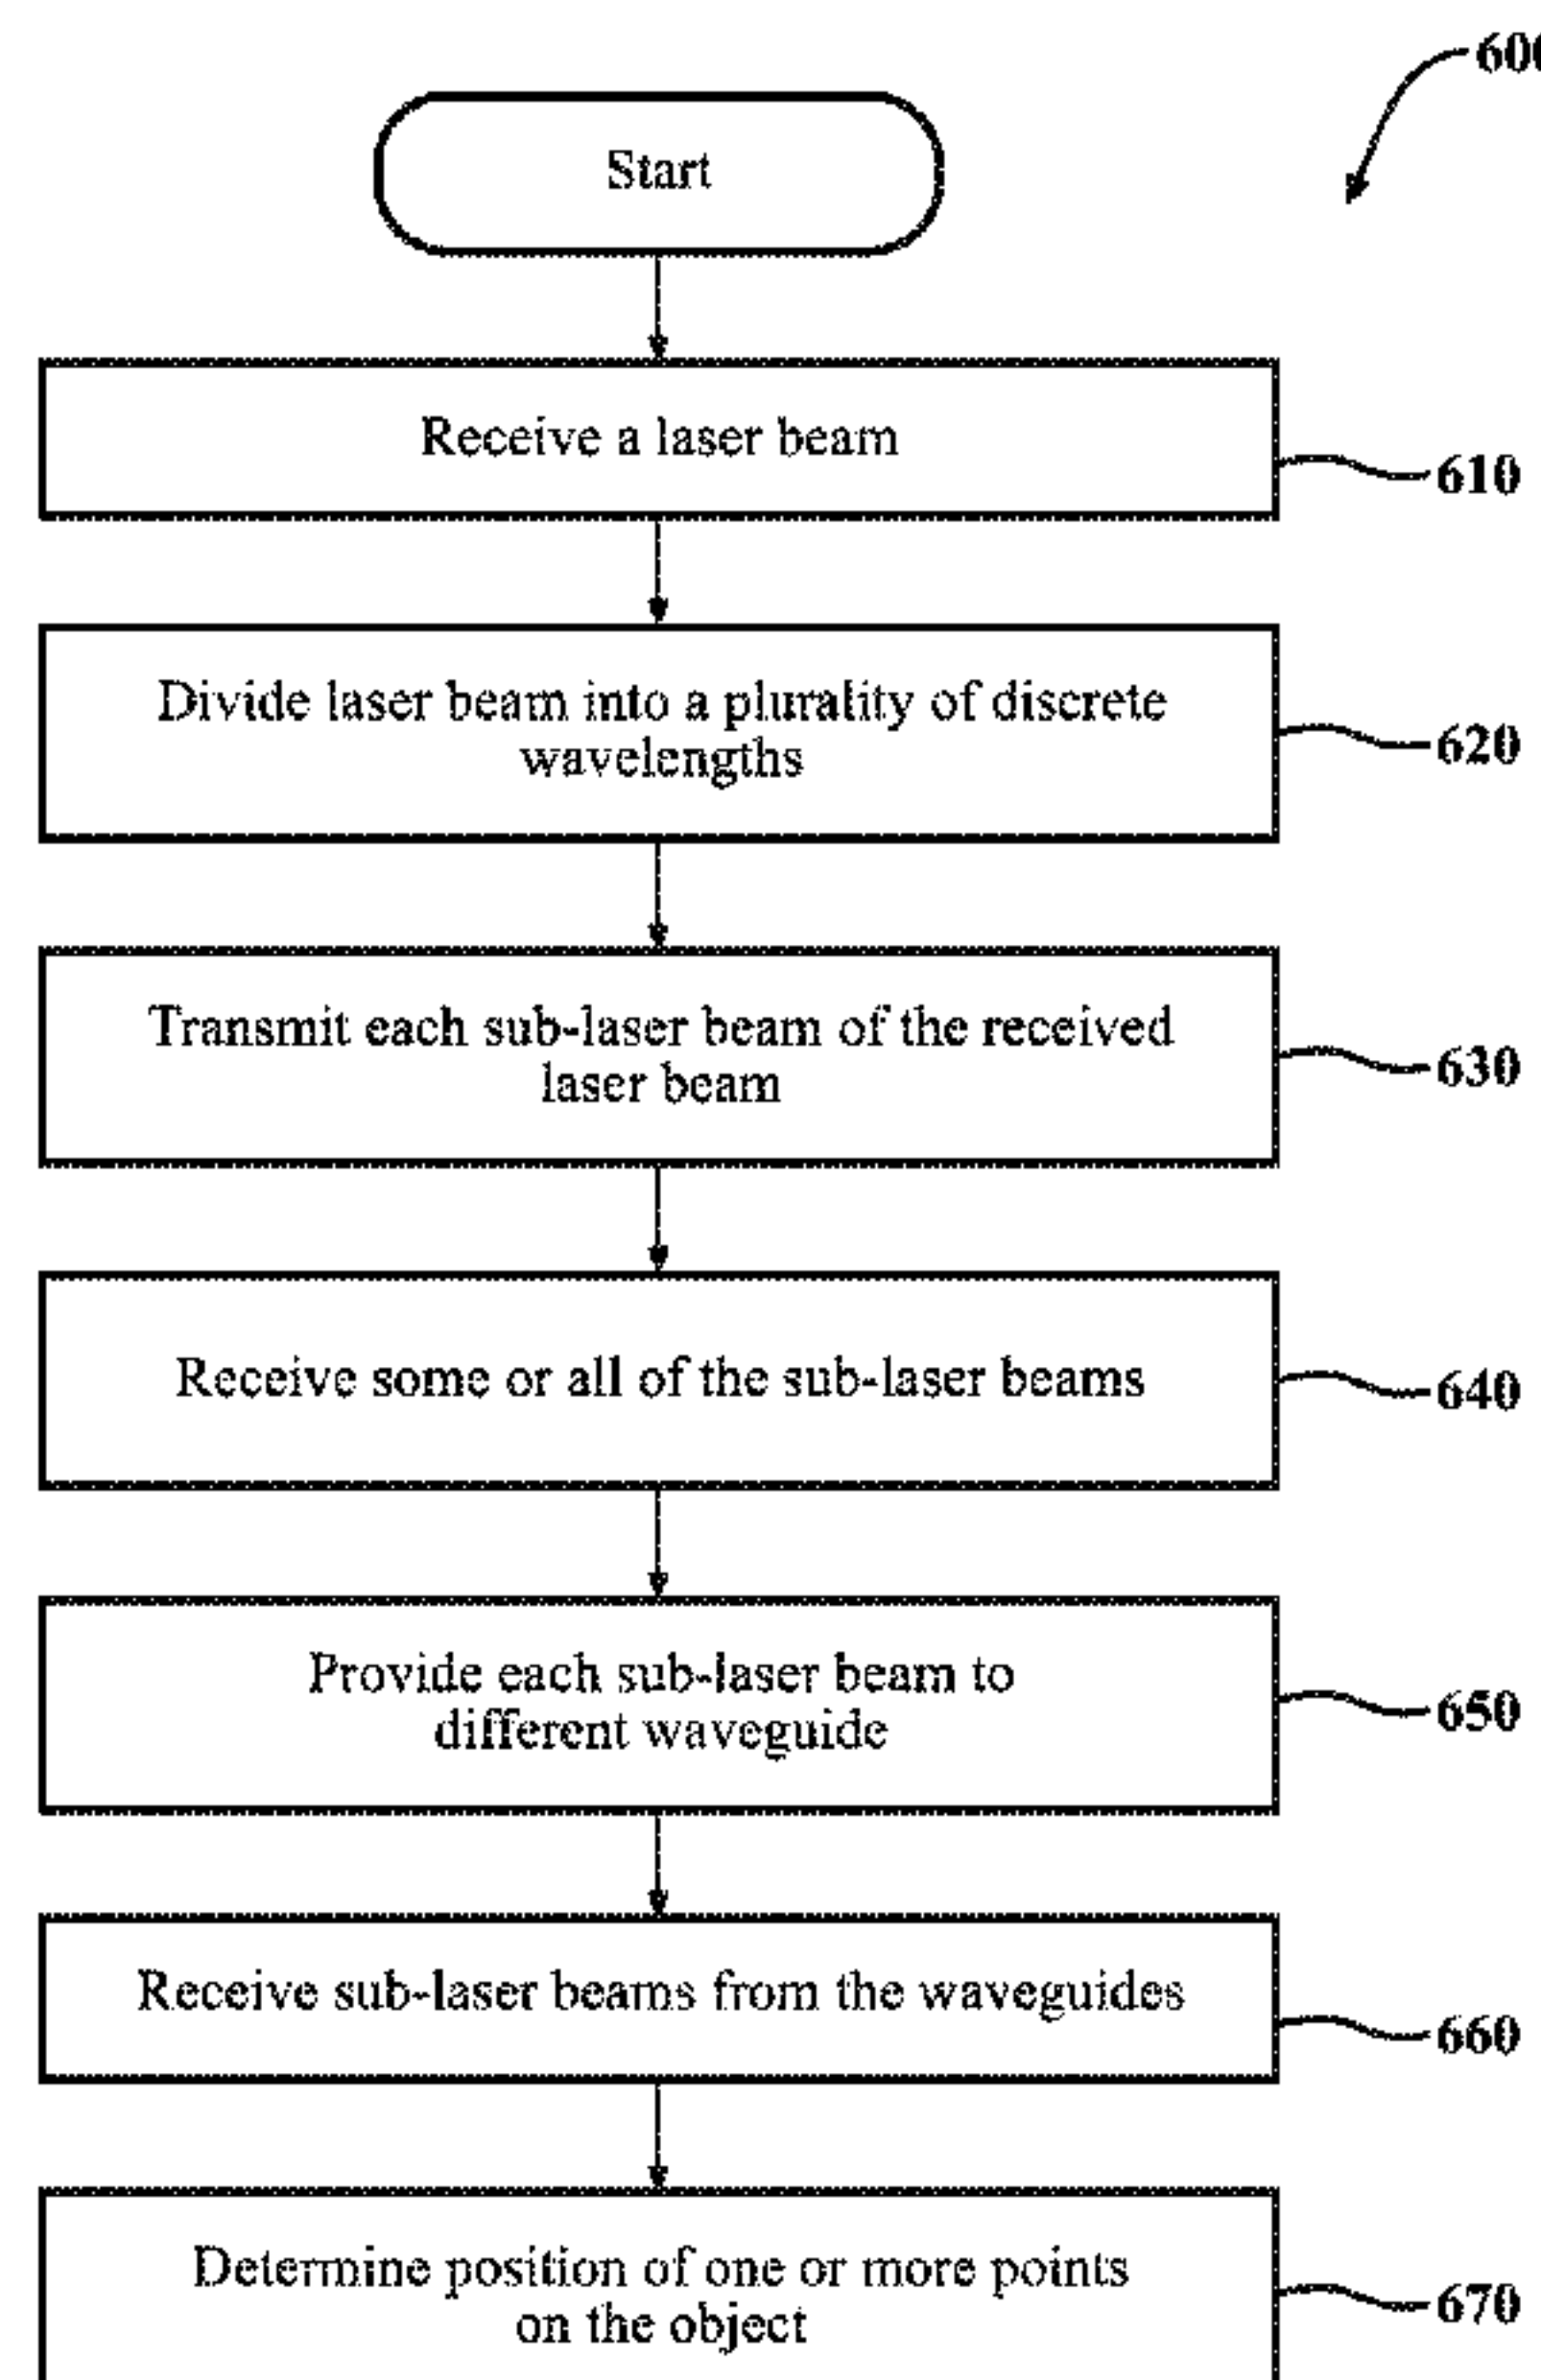 600
Start
Receive a laser beam
610
Divide laser beam into a plurality of discrete
wavelengths
620
Transmit each sub-laser beam of the received
laser beam
630
Receive some or all of the sub-laser beams
640
Provide each sub-laser beam to
different waveguide
650
Receive sub-laser beams from the waveguides
660
Determine position of one or more points
on the object
670